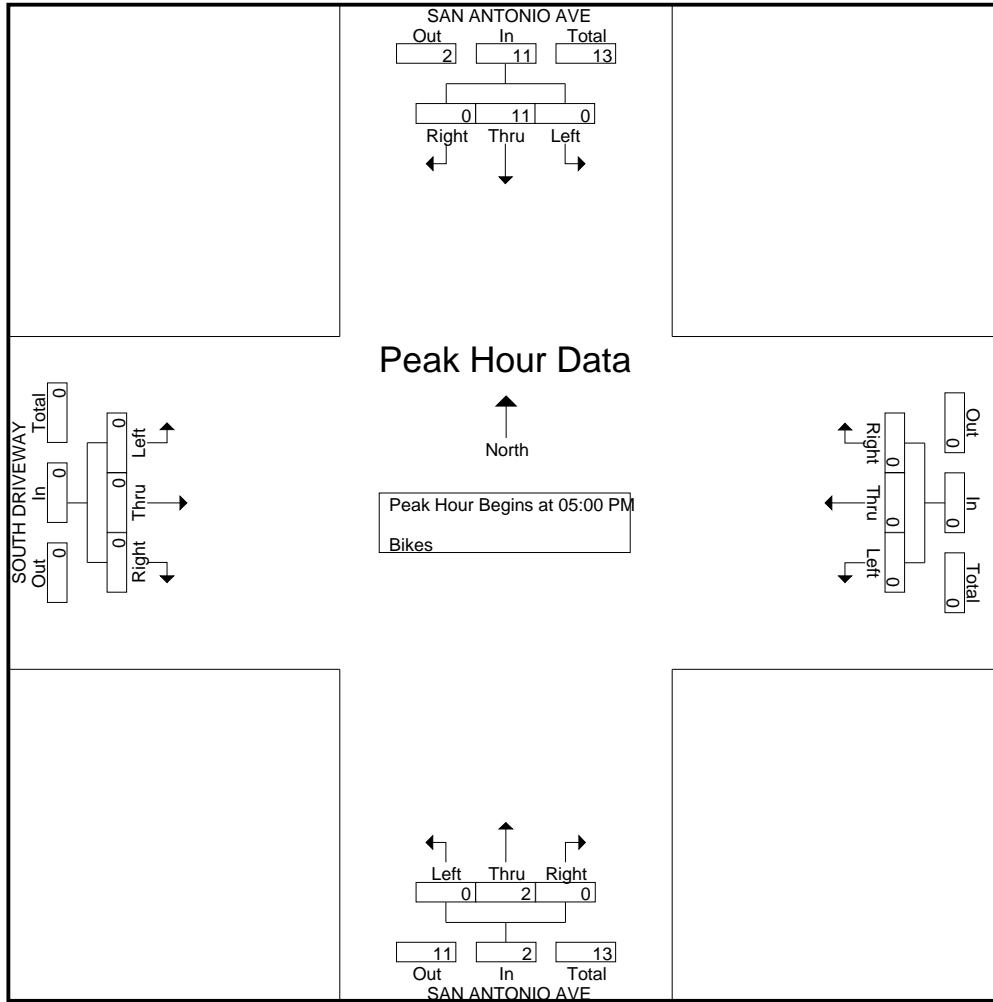 SAN ANTONIO AVE
Out In Total
2 11 13
0 11 0
Right Thru Left
Peak Hour Data
North
Peak Hour Begins at 05:00 PM
Bikes
SOUTH DRIVEWAY
Out In Total
0 0 0
0 0 0
Left Thru Right
Out In Total
0 0 0
0 0 0
Right Thru Left
Left Thru Right
0 2 0
11 2 13
Out In Total
SAN ANTONIO AVE